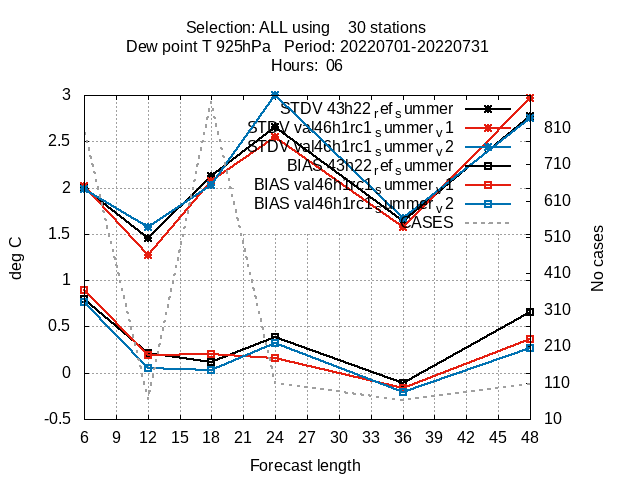 Selection: ALL using 30 stations
Dew point T 925hPa Period: 20220701-20220731
Hours: 06
STDV 43h22_ref_summer
STDV val46h1rc1_summer_v1
STDV val46h1rc1_summer_v2
BIAS 43h22_ref_summer
BIAS val46h1rc1_summer_v1
BIAS val46h1rc1_summer_v2
CASES
3
2.5
2
1.5
1
0.5
0
-0.5
deg C
810
710
610
510
410
310
210
110
10
No cases
6 9 12 15 18 21 24 27 30 33 36 39 42 45 48
Forecast length